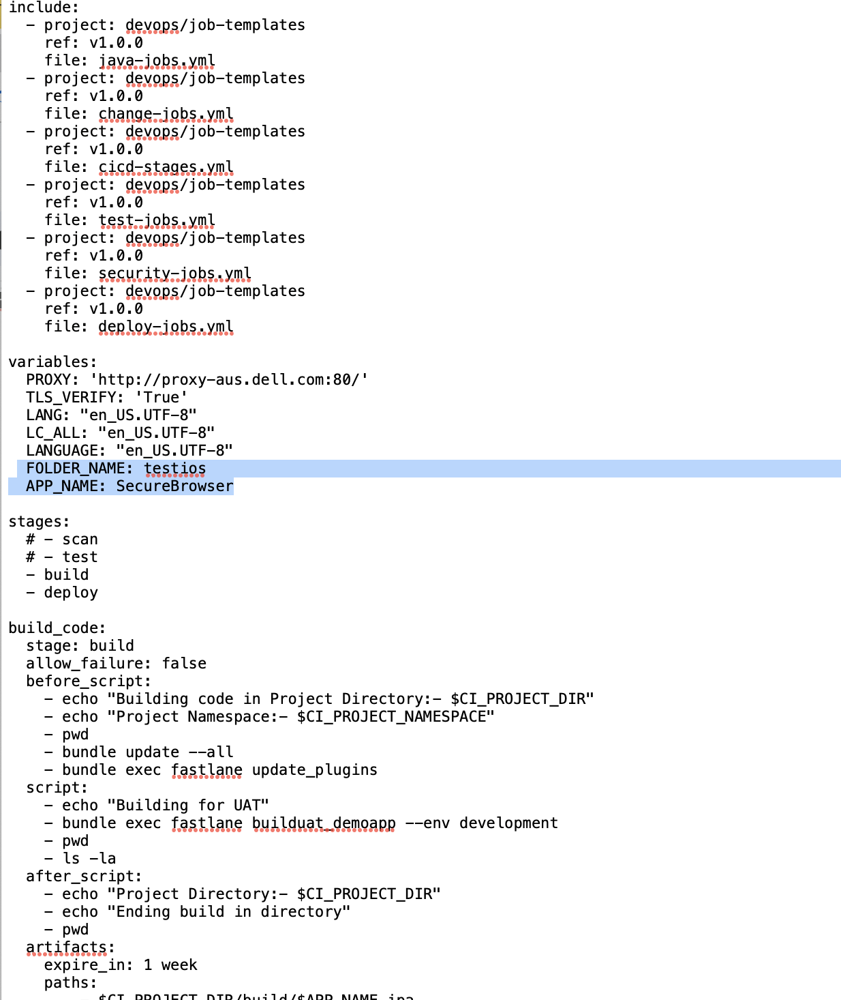 include:
  - project: devops/job-templates
    ref: v1.0.0
    file: java-jobs.yml
  - project: devops/job-templates
    ref: v1.0.0
    file: change-jobs.yml
  - project: devops/job-templates
    ref: v1.0.0
    file: cicd-stages.yml
  - project: devops/job-templates
    ref: v1.0.0
    file: test-jobs.yml
  - project: devops/job-templates
    ref: v1.0.0
    file: security-jobs.yml
  - project: devops/job-templates
    ref: v1.0.0
    file: deploy-jobs.yml

variables:
  PROXY: 'http://proxy-aus.dell.com:80/'
  TLS_VERIFY: 'True'
  LANG: "en_US.UTF-8"
  LC_ALL: "en_US.UTF-8"
  LANGUAGE: "en_US.UTF-8"
  FOLDER_NAME: testios
  APP_NAME: SecureBrowser

stages:
  # - scan
  # - test
  - build
  - deploy

build_code:
  stage: build
  allow_failure: false
  before_script:
    - echo "Building code in Project Directory:- $CI_PROJECT_DIR"
    - echo "Project Namespace:- $CI_PROJECT_NAMESPACE"
    - pwd
    - bundle update --all
    - bundle exec fastlane update_plugins
  script:
    - echo "Building for UAT"
    - bundle exec fastlane builduat_demoapp --env development
    - pwd
    - ls -la
  after_script:
    - echo "Project Directory:- $CI_PROJECT_DIR"
    - echo "Ending build in directory"
    - pwd
  artifacts:
    expire_in: 1 week
    paths:
        - $CI_PROJECT_DIR/build/$APP_NAME.ipa